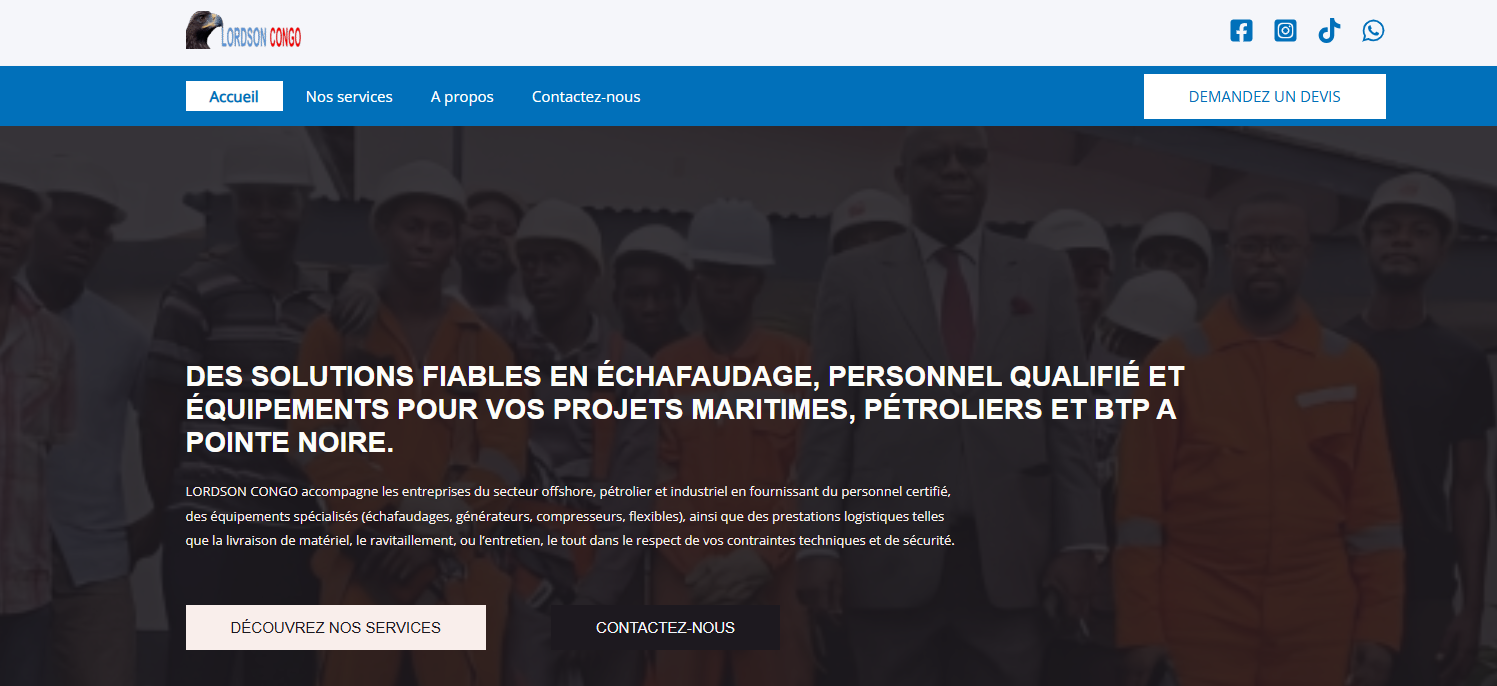 LORDSON CONGO
Accueil
Nos services
A propos
Contactez-nous
DEMANDEZ UN DEVIS
DES SOLUTIONS FIABLES EN ÉCHAFAUDAGE, PERSONNEL QUALIFIÉ ET
ÉQUIPEMENTS POUR VOS PROJETS MARITIMES, PÉTROLIERS ET BTP A
POINTE NOIRE.
LORDSON CONGO accompagne les entreprises du secteur offshore, pétrolier et industriel en fournissant du personnel certifié,
des équipements spécialisés (échafaudages, générateurs, compresseurs, flexibles), ainsi que des prestations logistiques telles
que la livraison de matériel, le ravitaillement, ou l’entretien, le tout dans le respect de vos contraintes techniques et de sécurité.
DÉCOUVREZ NOS SERVICES
CONTACTEZ-NOUS